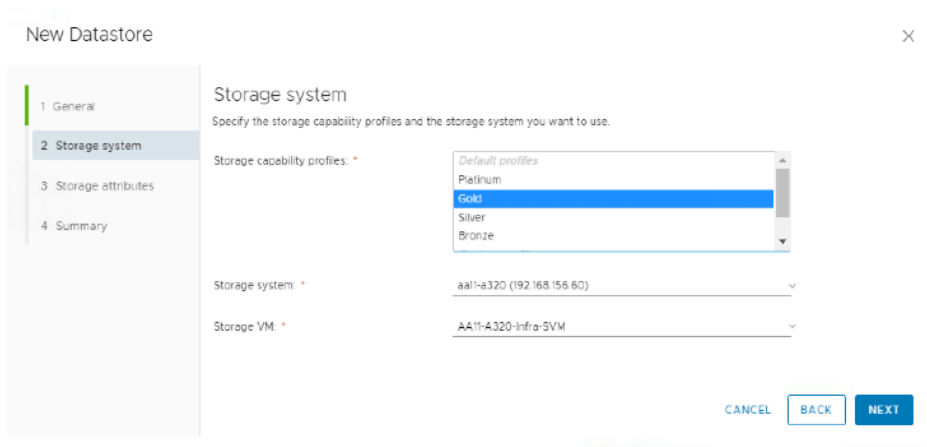 New Datastore
1 General
2 Storage system
3 Storage attributes
4 Summary
Storage system
Specify the storage capability profiles and the storage system you want to use.
Storage capability profiles: *
Default profiles
Platinum
Gold
Silver
Bronze
Storage system: *
aa11-a320 (192.168.156.60)
Storage VM: *
AA11-A320-Infra-SVM
CANCEL
BACK
NEXT